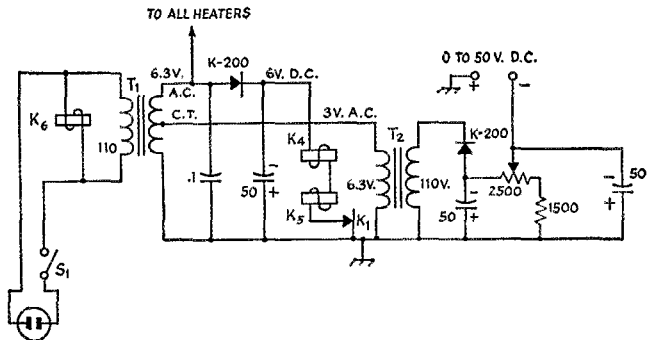 TO ALL HEATERS
6.3V. K-200 6V. D.C. 0 TO 50 V. D.C.
T1 A.C.
C.T. 3V. A.C. T2 K-200
K6
K4
110 .1 50 6.3V. 110V. 50 2500 50
K5 K1 1500
S1
- + - + + - - +